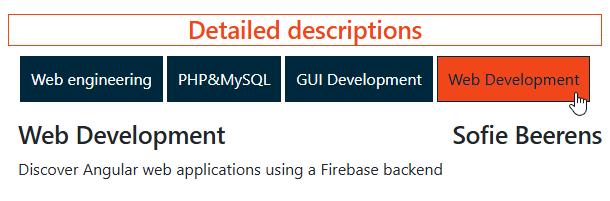 Detailed descriptions
Web engineering PHP&MySQL GUI Development Web Development
Web Development Sofie Beerens
Discover Angular web applications using a Firebase backend